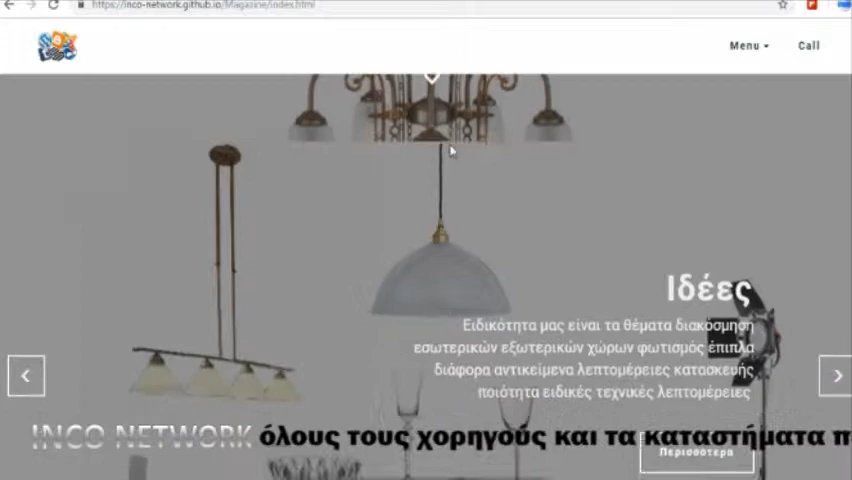 https://inco-network.github.io/Magazine/index.html
Menu
Call
Ιδέες
Ειδικότητα μας είναι τα θέματα διακόσμηση
εσωτερικών εξωτερικών χώρων φωτισμός έπιπλα
διάφορα αντικείμενα λεπτομέρειες κατασκευής
ποιότητα ειδικές τεχνικές λεπτομέρειες
INCO NETWORK όλους τους χορηγούς και τα καταστήματα π
Περισσότερα